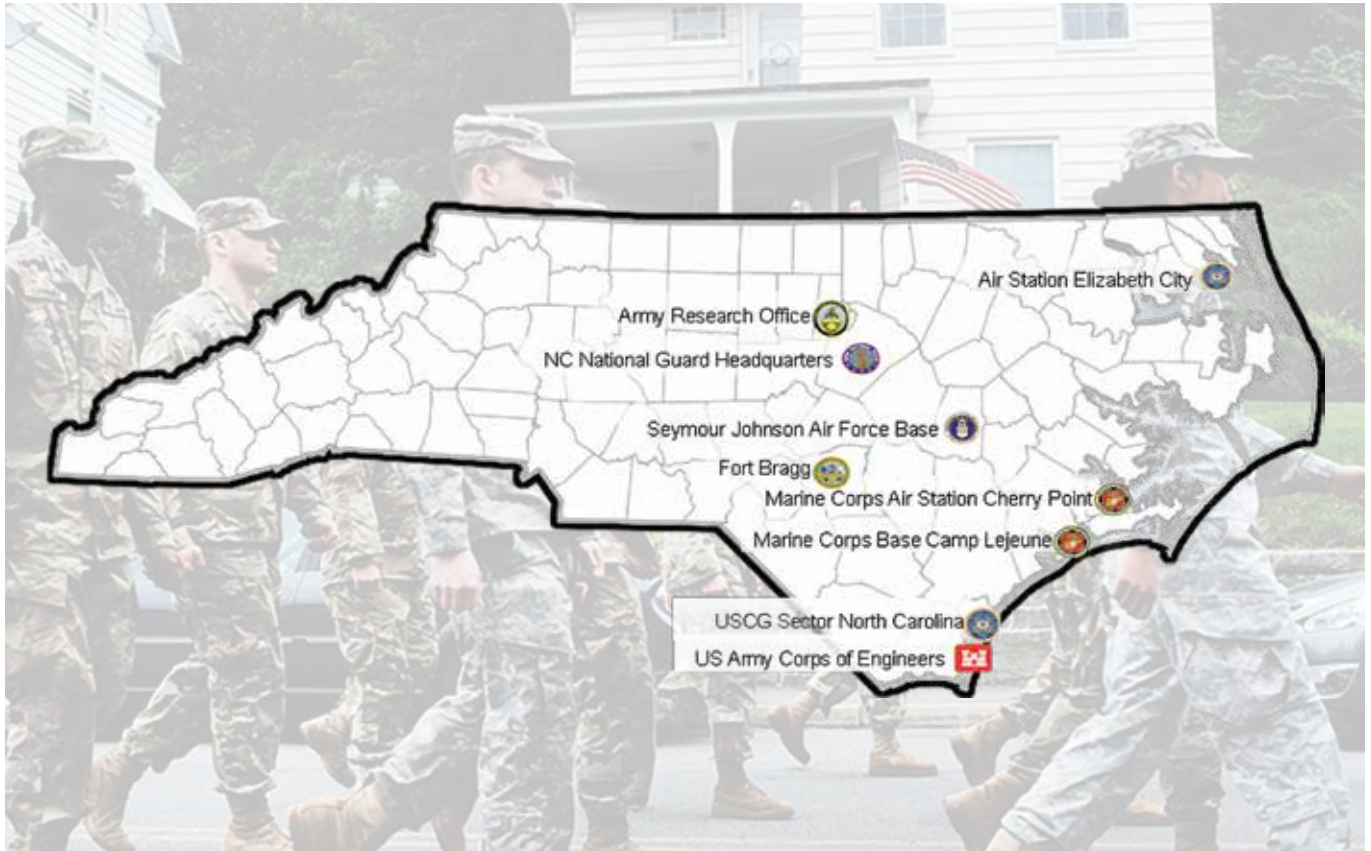 Air Station Elizabeth City
Army Research Office
NC National Guard Headquarters
Seymour Johnson Air Force Base
Fort Bragg
Marine Corps Air Station Cherry Point
Marine Corps Base Camp Lejeune
USCG Sector North Carolina
US Army Corps of Engineers